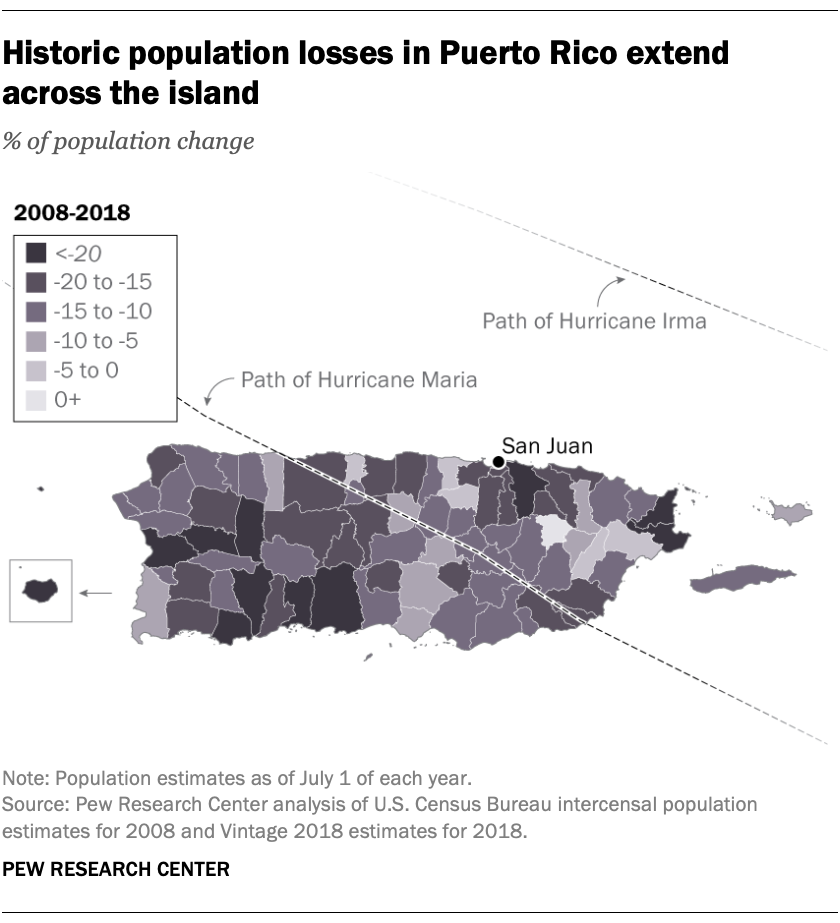 Historic population losses in Puerto Rico extend
across the island
% of population change
2008-2018
<-20
-20 to -15
-15 to -10
-10 to -5
-5 to 0
0+
Path of Hurricane Irma
Path of Hurricane Maria
San Juan
Note: Population estimates as of July 1 of each year.
Source: Pew Research Center analysis of U.S. Census Bureau intercensal population
estimates for 2008 and Vintage 2018 estimates for 2018.
PEW RESEARCH CENTER